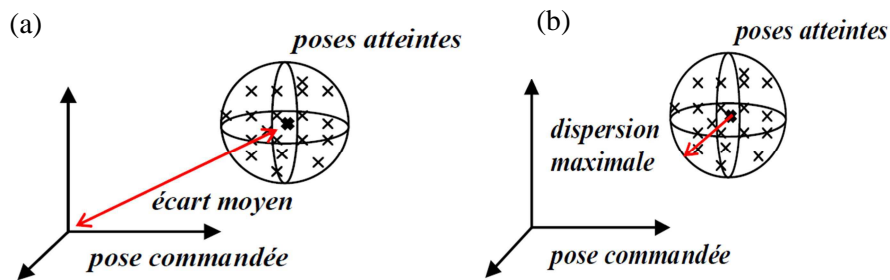 (a)
poses atteintes
écart moyen
pose commandée
(b)
poses atteintes
dispersion
maximale
pose commandée